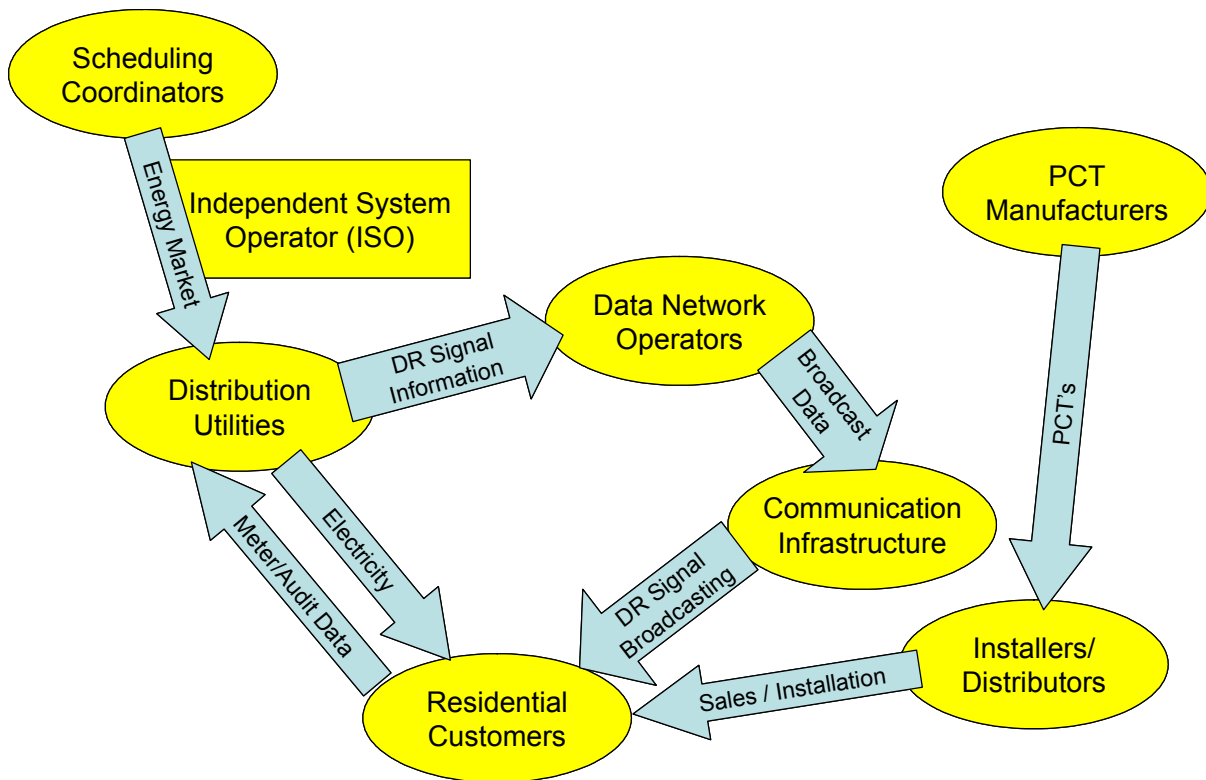 Scheduling
Coordinators
Energy Market
Independent System
Operator (ISO)
PCT
Manufacturers
Data Network
Operators
DR Signal
Information
Distribution
Utilities
Broadcast
Data
PCT's
Communication
Infrastructure
Electricity
Meter/Audit Data
DR Signal
Broadcasting
Installers/
Distributors
Sales / Installation
Residential
Customers